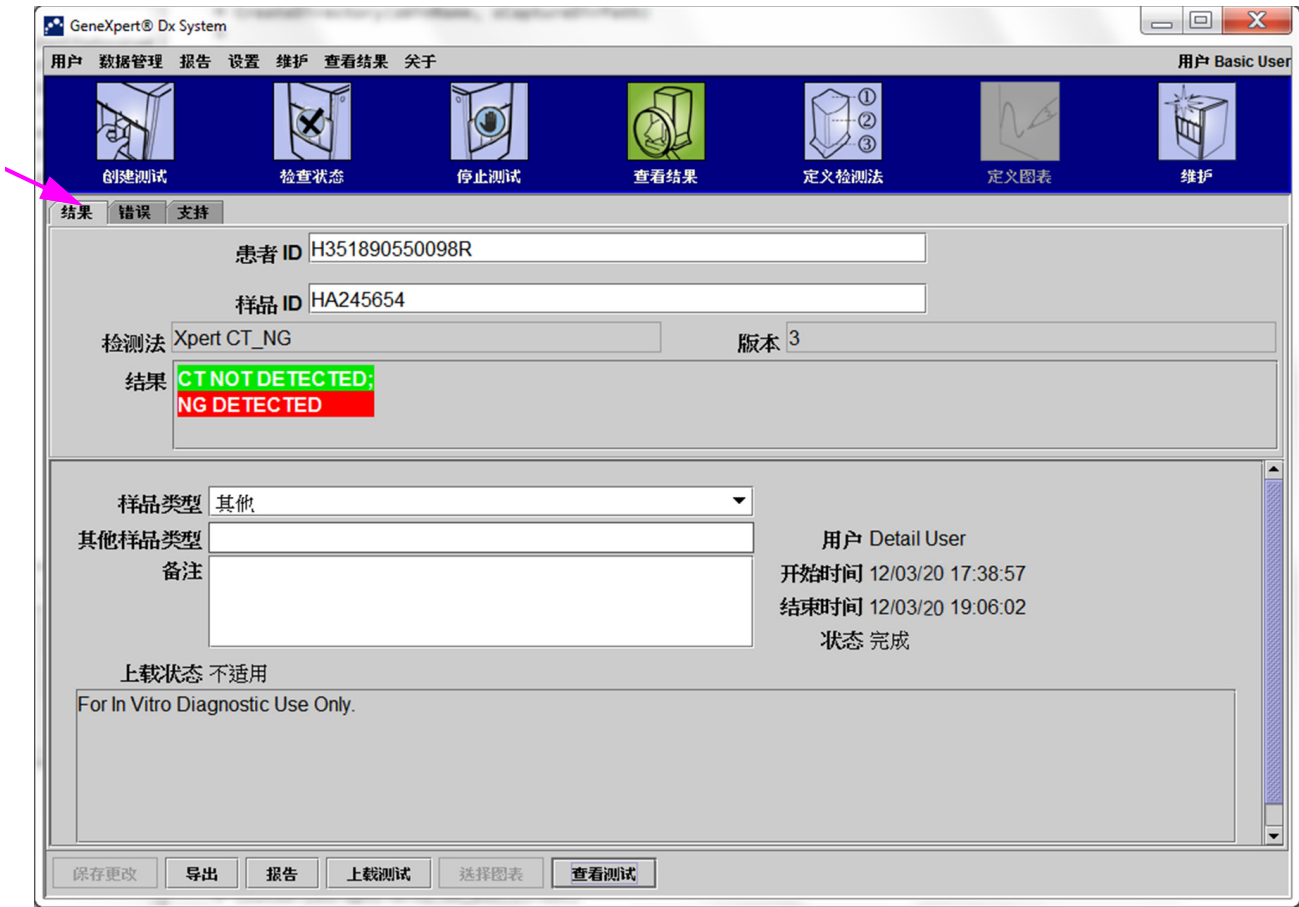 GeneXpert® Dx System
用户 数据管理 报告 设置 维护 查看结果 关于 用户 Basic User
创建测试 检查状态 停止测试 查看结果 定义检测法 定义图表 维护
① ② ③
结果 错误 支持
患者 ID H351890550098R
样品 ID HA245654
检测法 Xpert CT_NG 版本 3
结果 CT NOT DETECTED;
NG DETECTED
样品类型 其他
其他样品类型
用户 Detail User
备注
开始时间 12/03/20 17:38:57
结束时间 12/03/20 19:06:02
状态 完成
上载状态 不适用
For In Vitro Diagnostic Use Only.
保存更改 导出 报告 上载测试 选择图表 查看测试